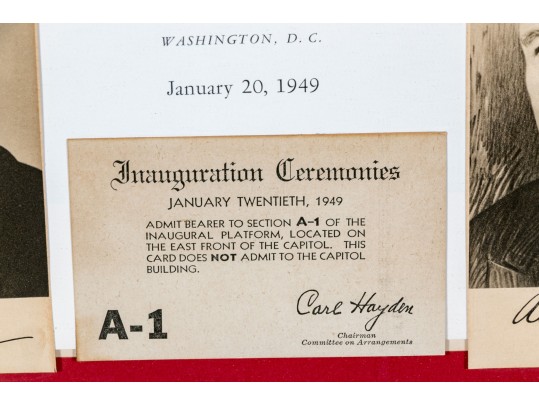 WASHINGTON, D. C.
January 20, 1949
Inauguration Ceremonies
JANUARY TWENTIETH, 1949
ADMIT BEARER TO SECTION A-1 OF THE
INAUGURAL PLATFORM, LOCATED ON
THE EAST FRONT OF THE CAPITOL. THIS
CARD DOES NOT ADMIT TO THE CAPITOL
BUILDING.
Carl Hayden
A-1
Chairman
Committee on Arrangements